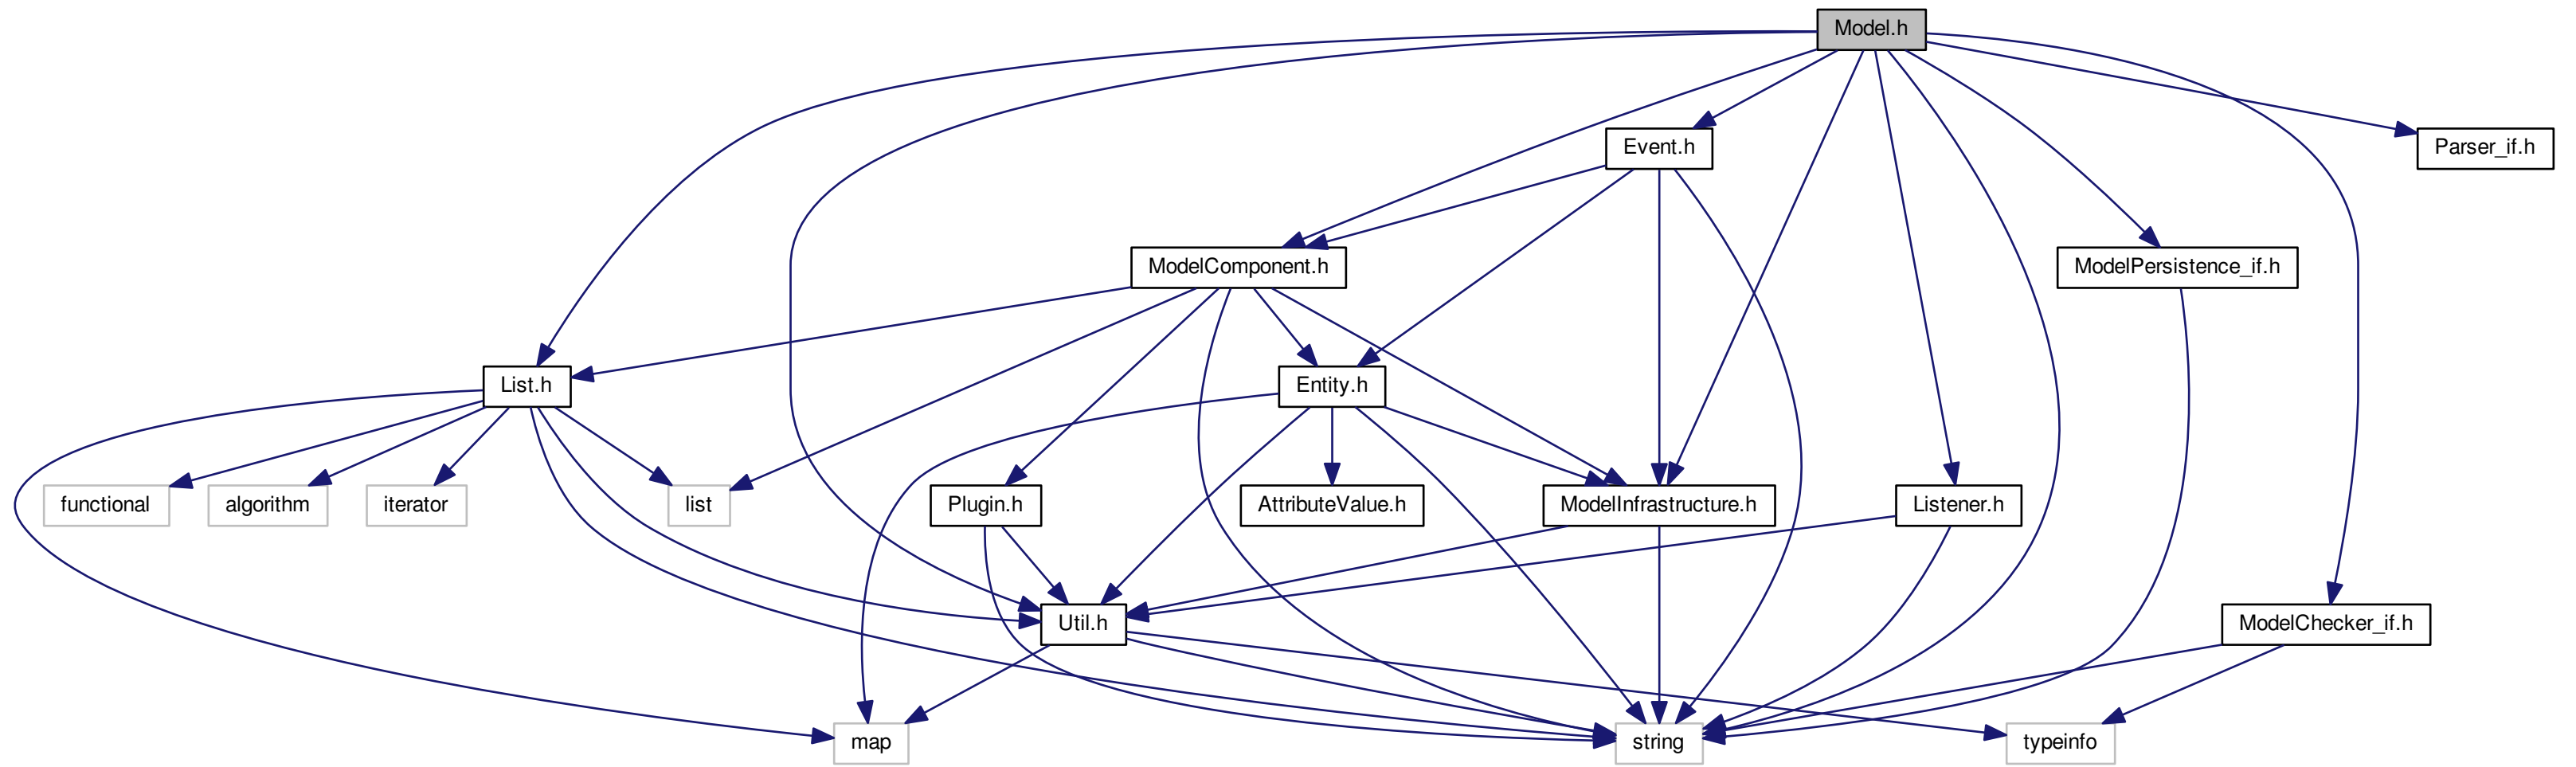 Model.h
Event.h
Parser_if.h
ModelComponent.h
ModelPersistence_if.h
List.h
Entity.h
functional
algorithm
iterator
list
Plugin.h
AttributeValue.h
ModelInfrastructure.h
Listener.h
Util.h
ModelChecker_if.h
map
string
typeinfo